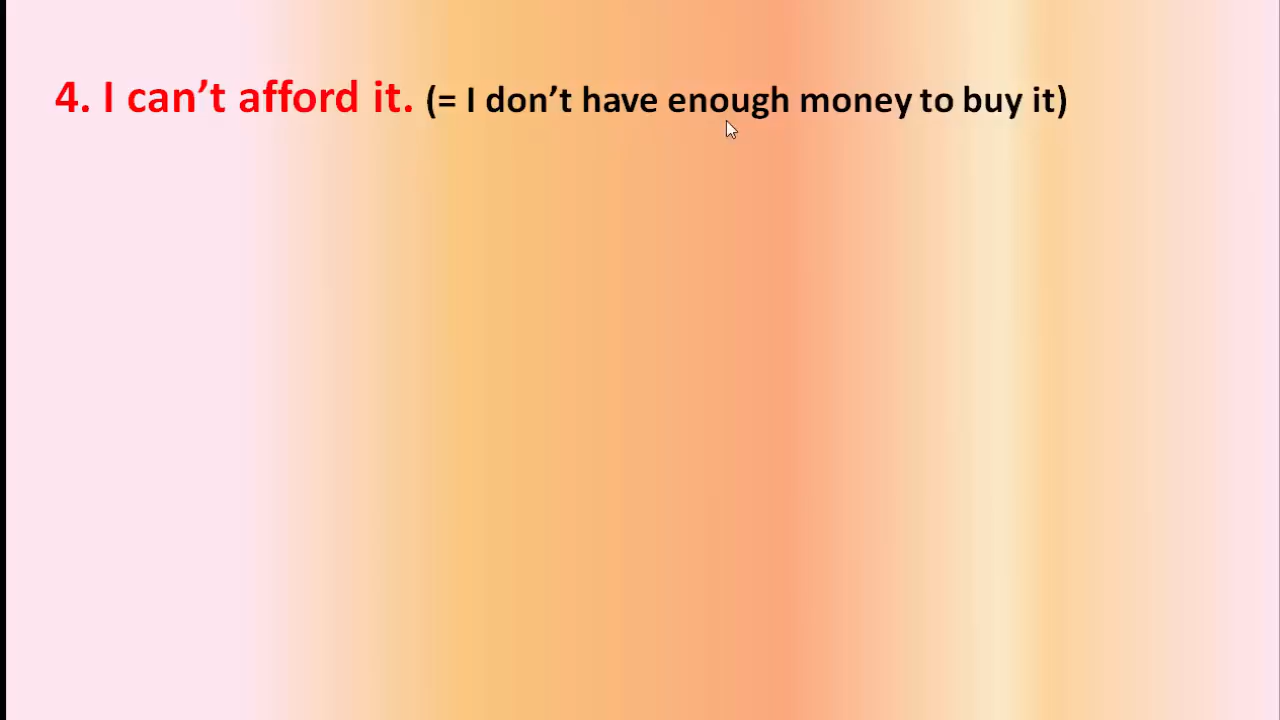 4. I can’t afford it. (= I don’t have enough money to buy it)